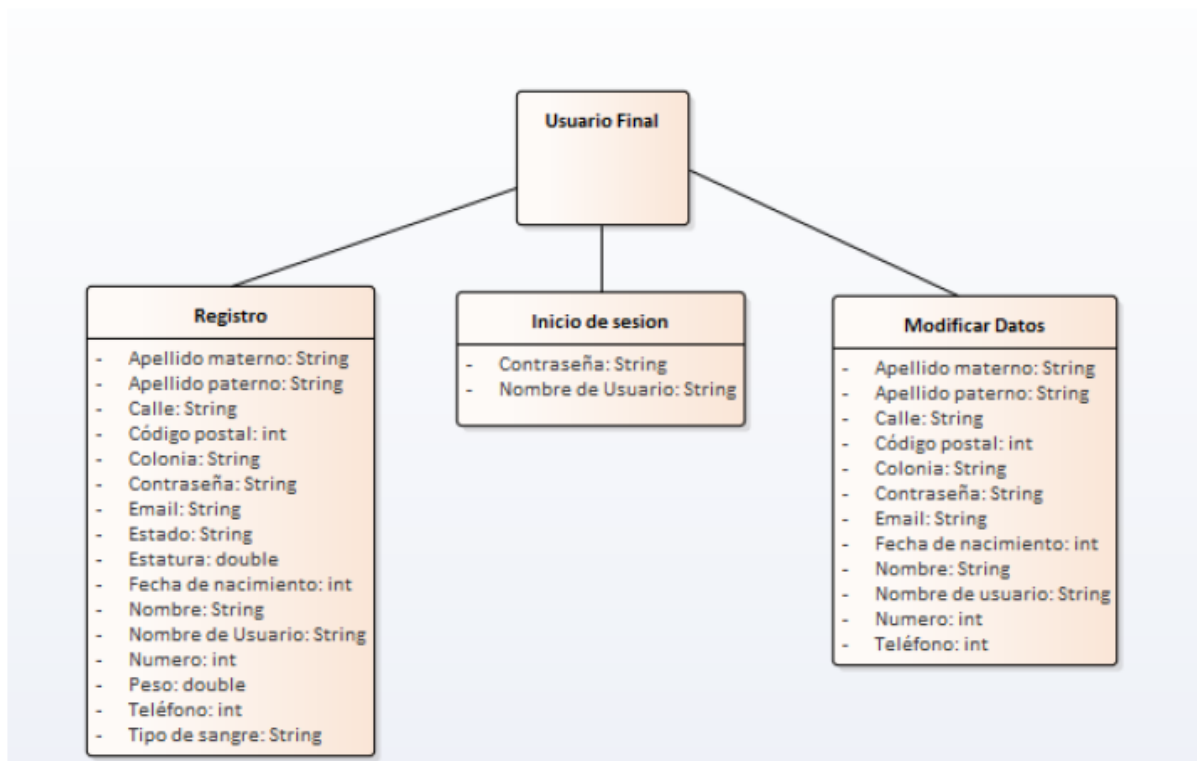 Usuario Final
Registro
- Apellido materno: String
- Apellido paterno: String
- Calle: String
- Código postal: int
- Colonia: String
- Contraseña: String
- Email: String
- Estado: String
- Estatura: double
- Fecha de nacimiento: int
- Nombre: String
- Nombre de Usuario: String
- Numero: int
- Peso: double
- Teléfono: int
- Tipo de sangre: String
Inicio de sesion
- Contraseña: String
- Nombre de Usuario: String
Modificar Datos
- Apellido materno: String
- Apellido paterno: String
- Calle: String
- Código postal: int
- Colonia: String
- Contraseña: String
- Email: String
- Fecha de nacimiento: int
- Nombre: String
- Nombre de usuario: String
- Numero: int
- Teléfono: int